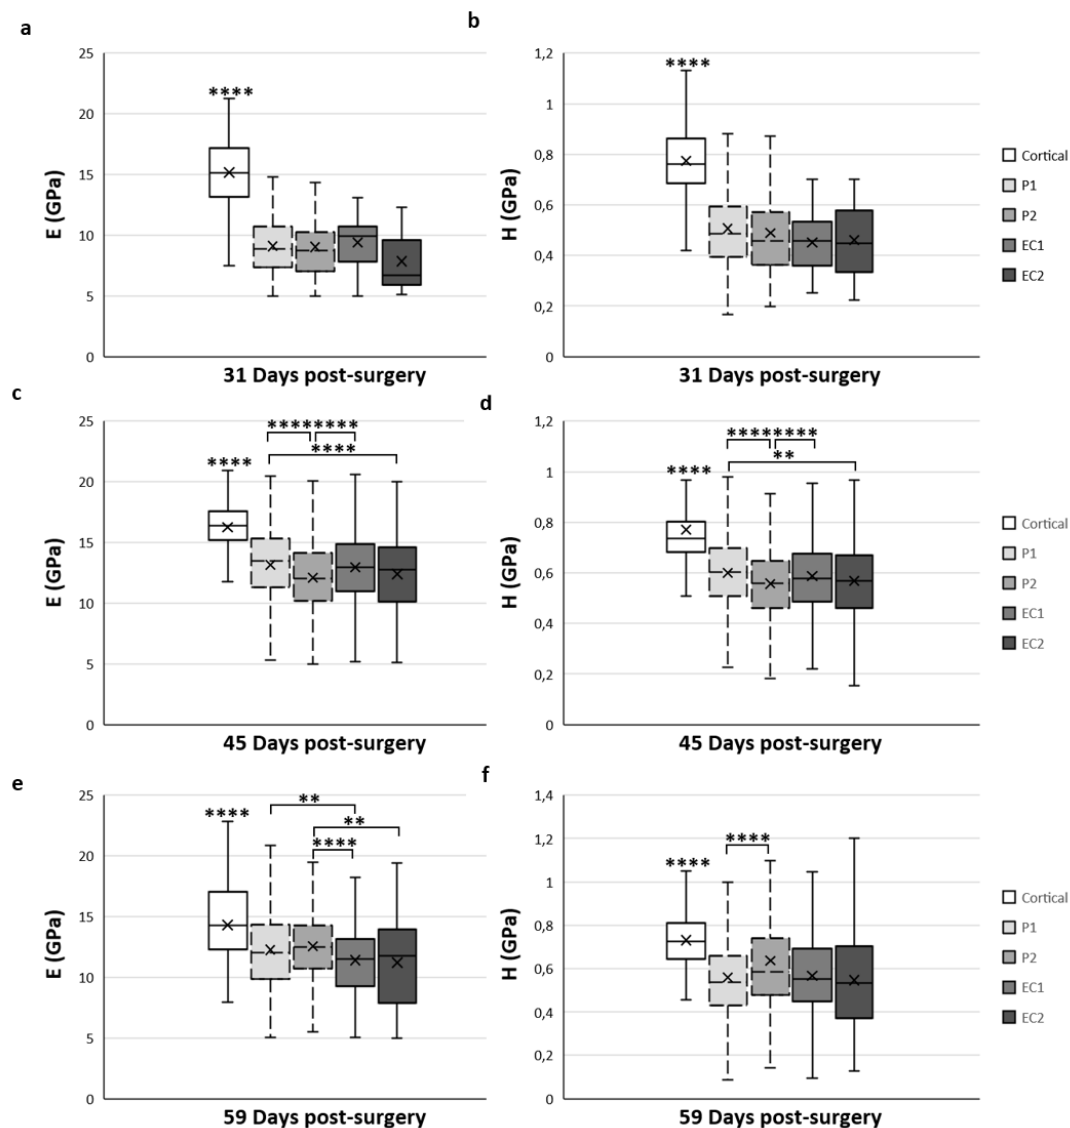 a
25
20
15
10
5
0
E (GPa)
****
31 Days post-surgery
b
1,2
1
0,8
0,6
0,4
0,2
0
H (GPa)
****
31 Days post-surgery
Cortical
P1
P2
EC1
EC2
c
25
20
15
10
5
0
E (GPa)
****
********
****
45 Days post-surgery
d
1,2
1
0,8
0,6
0,4
0,2
0
H (GPa)
****
********
**
45 Days post-surgery
Cortical
P1
P2
EC1
EC2
e
25
20
15
10
5
0
E (GPa)
****
**
**
****
59 Days post-surgery
f
1,4
1,2
1
0,8
0,6
0,4
0,2
0
H (GPa)
****
****
59 Days post-surgery
Cortical
P1
P2
EC1
EC2